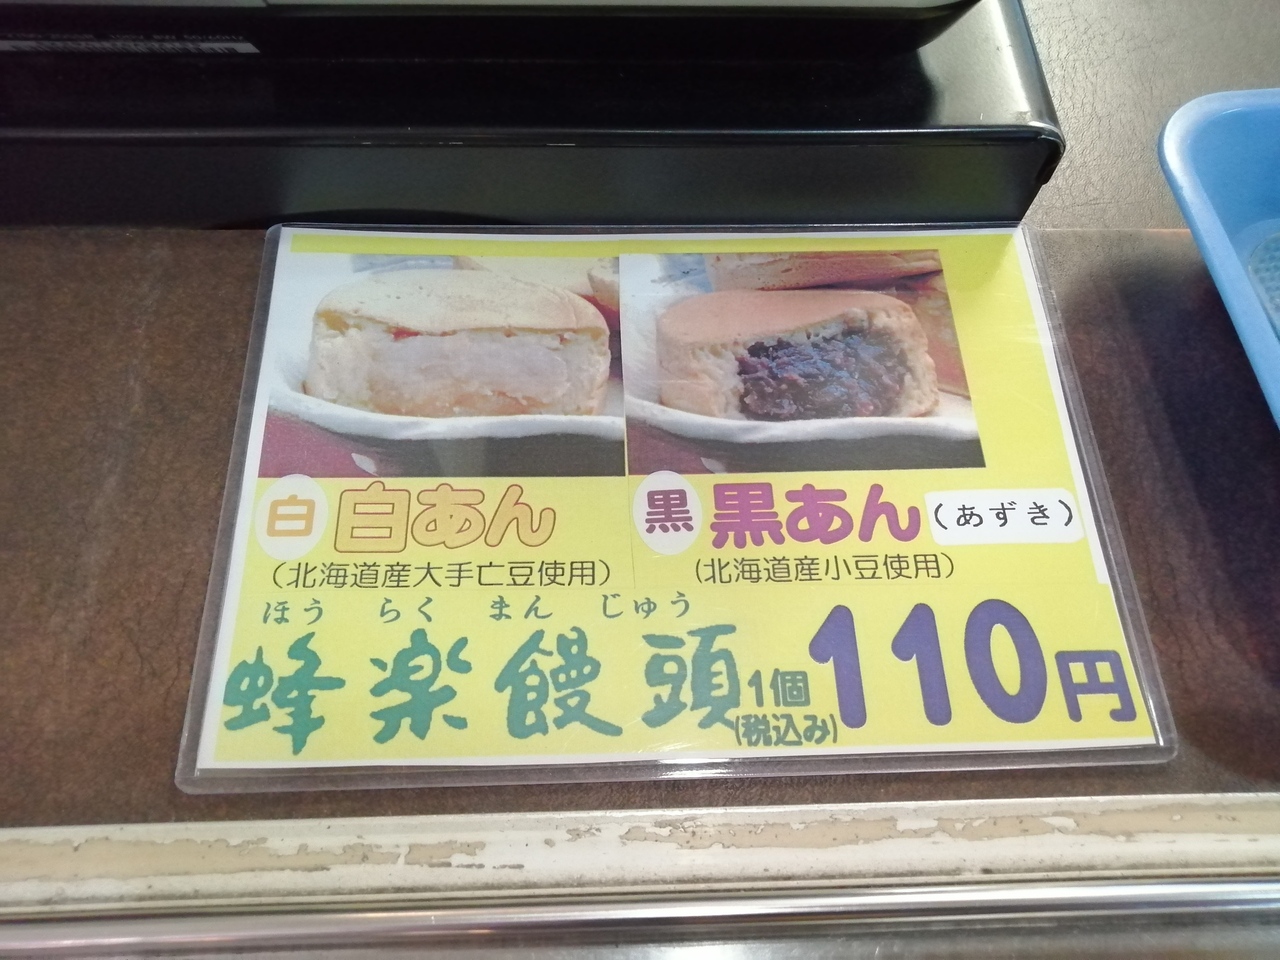 白 白あん
(北海道産大手亡豆使用)
黒 黒あん (あずき)
(北海道産小豆使用)
ほう らく まん じゅう
蜂楽饅頭 1個 (税込み) 110円